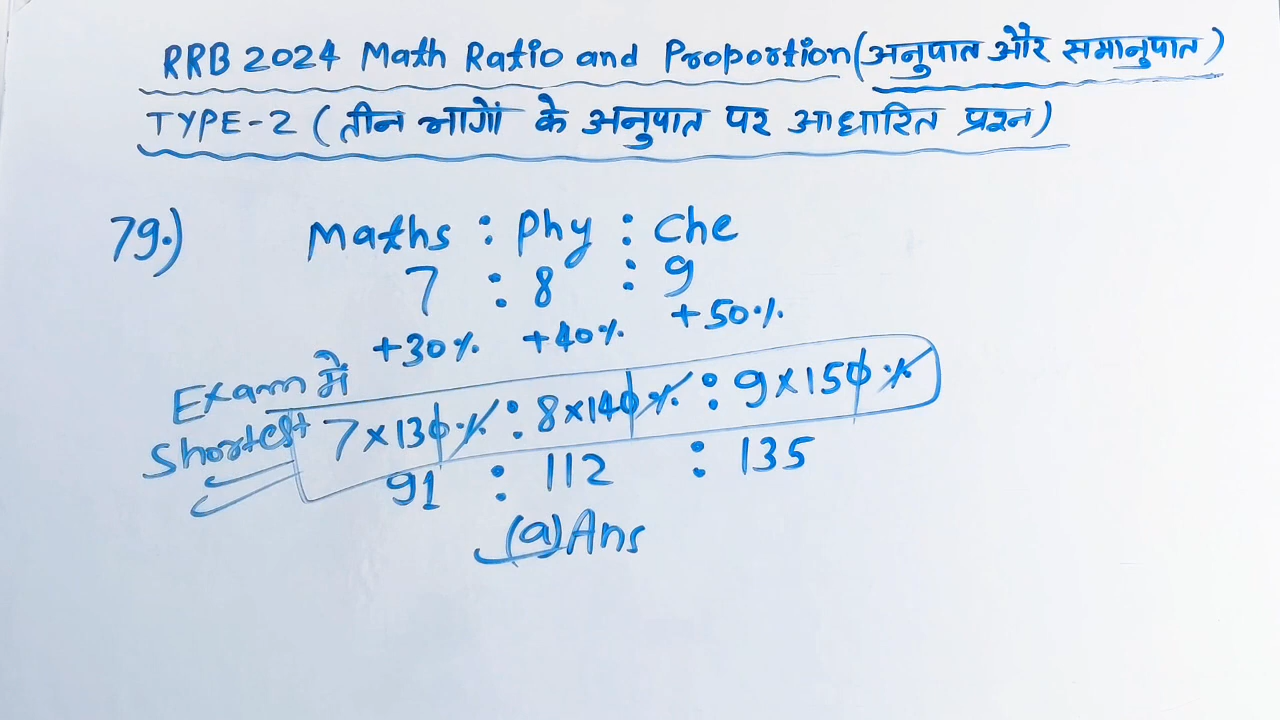 RRB 2024 Math Ratio and Proportion (अनुपात और समानुपात)
TYPE-2 (तीन भागों के अनुपात पर आधारित प्रश्न)
79.) Maths : Phy : Che
7 : 8 : 9
+30% +40% +50%
Exam में
Shortest 7×130% : 8×140% : 9×150%
91 : 112 : 135
(a) Ans